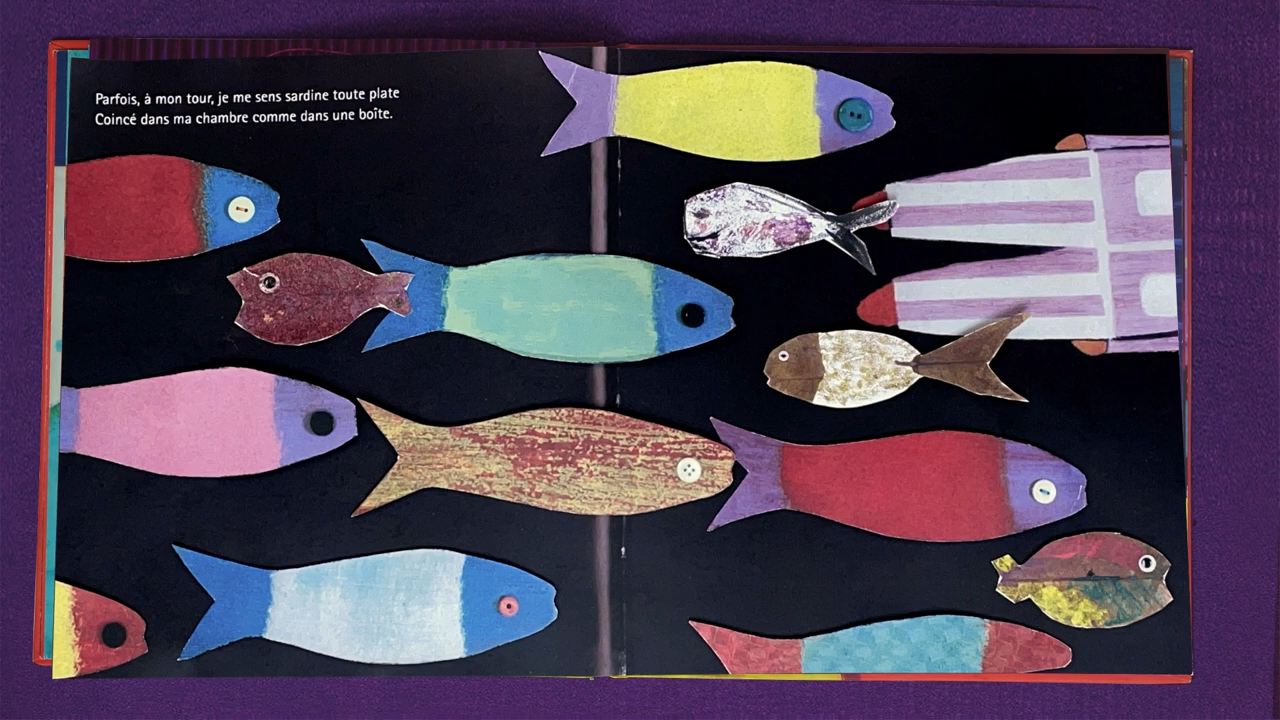 Parfois, à mon tour, je me sens sardine toute plate
Coincé dans ma chambre comme dans une boîte.